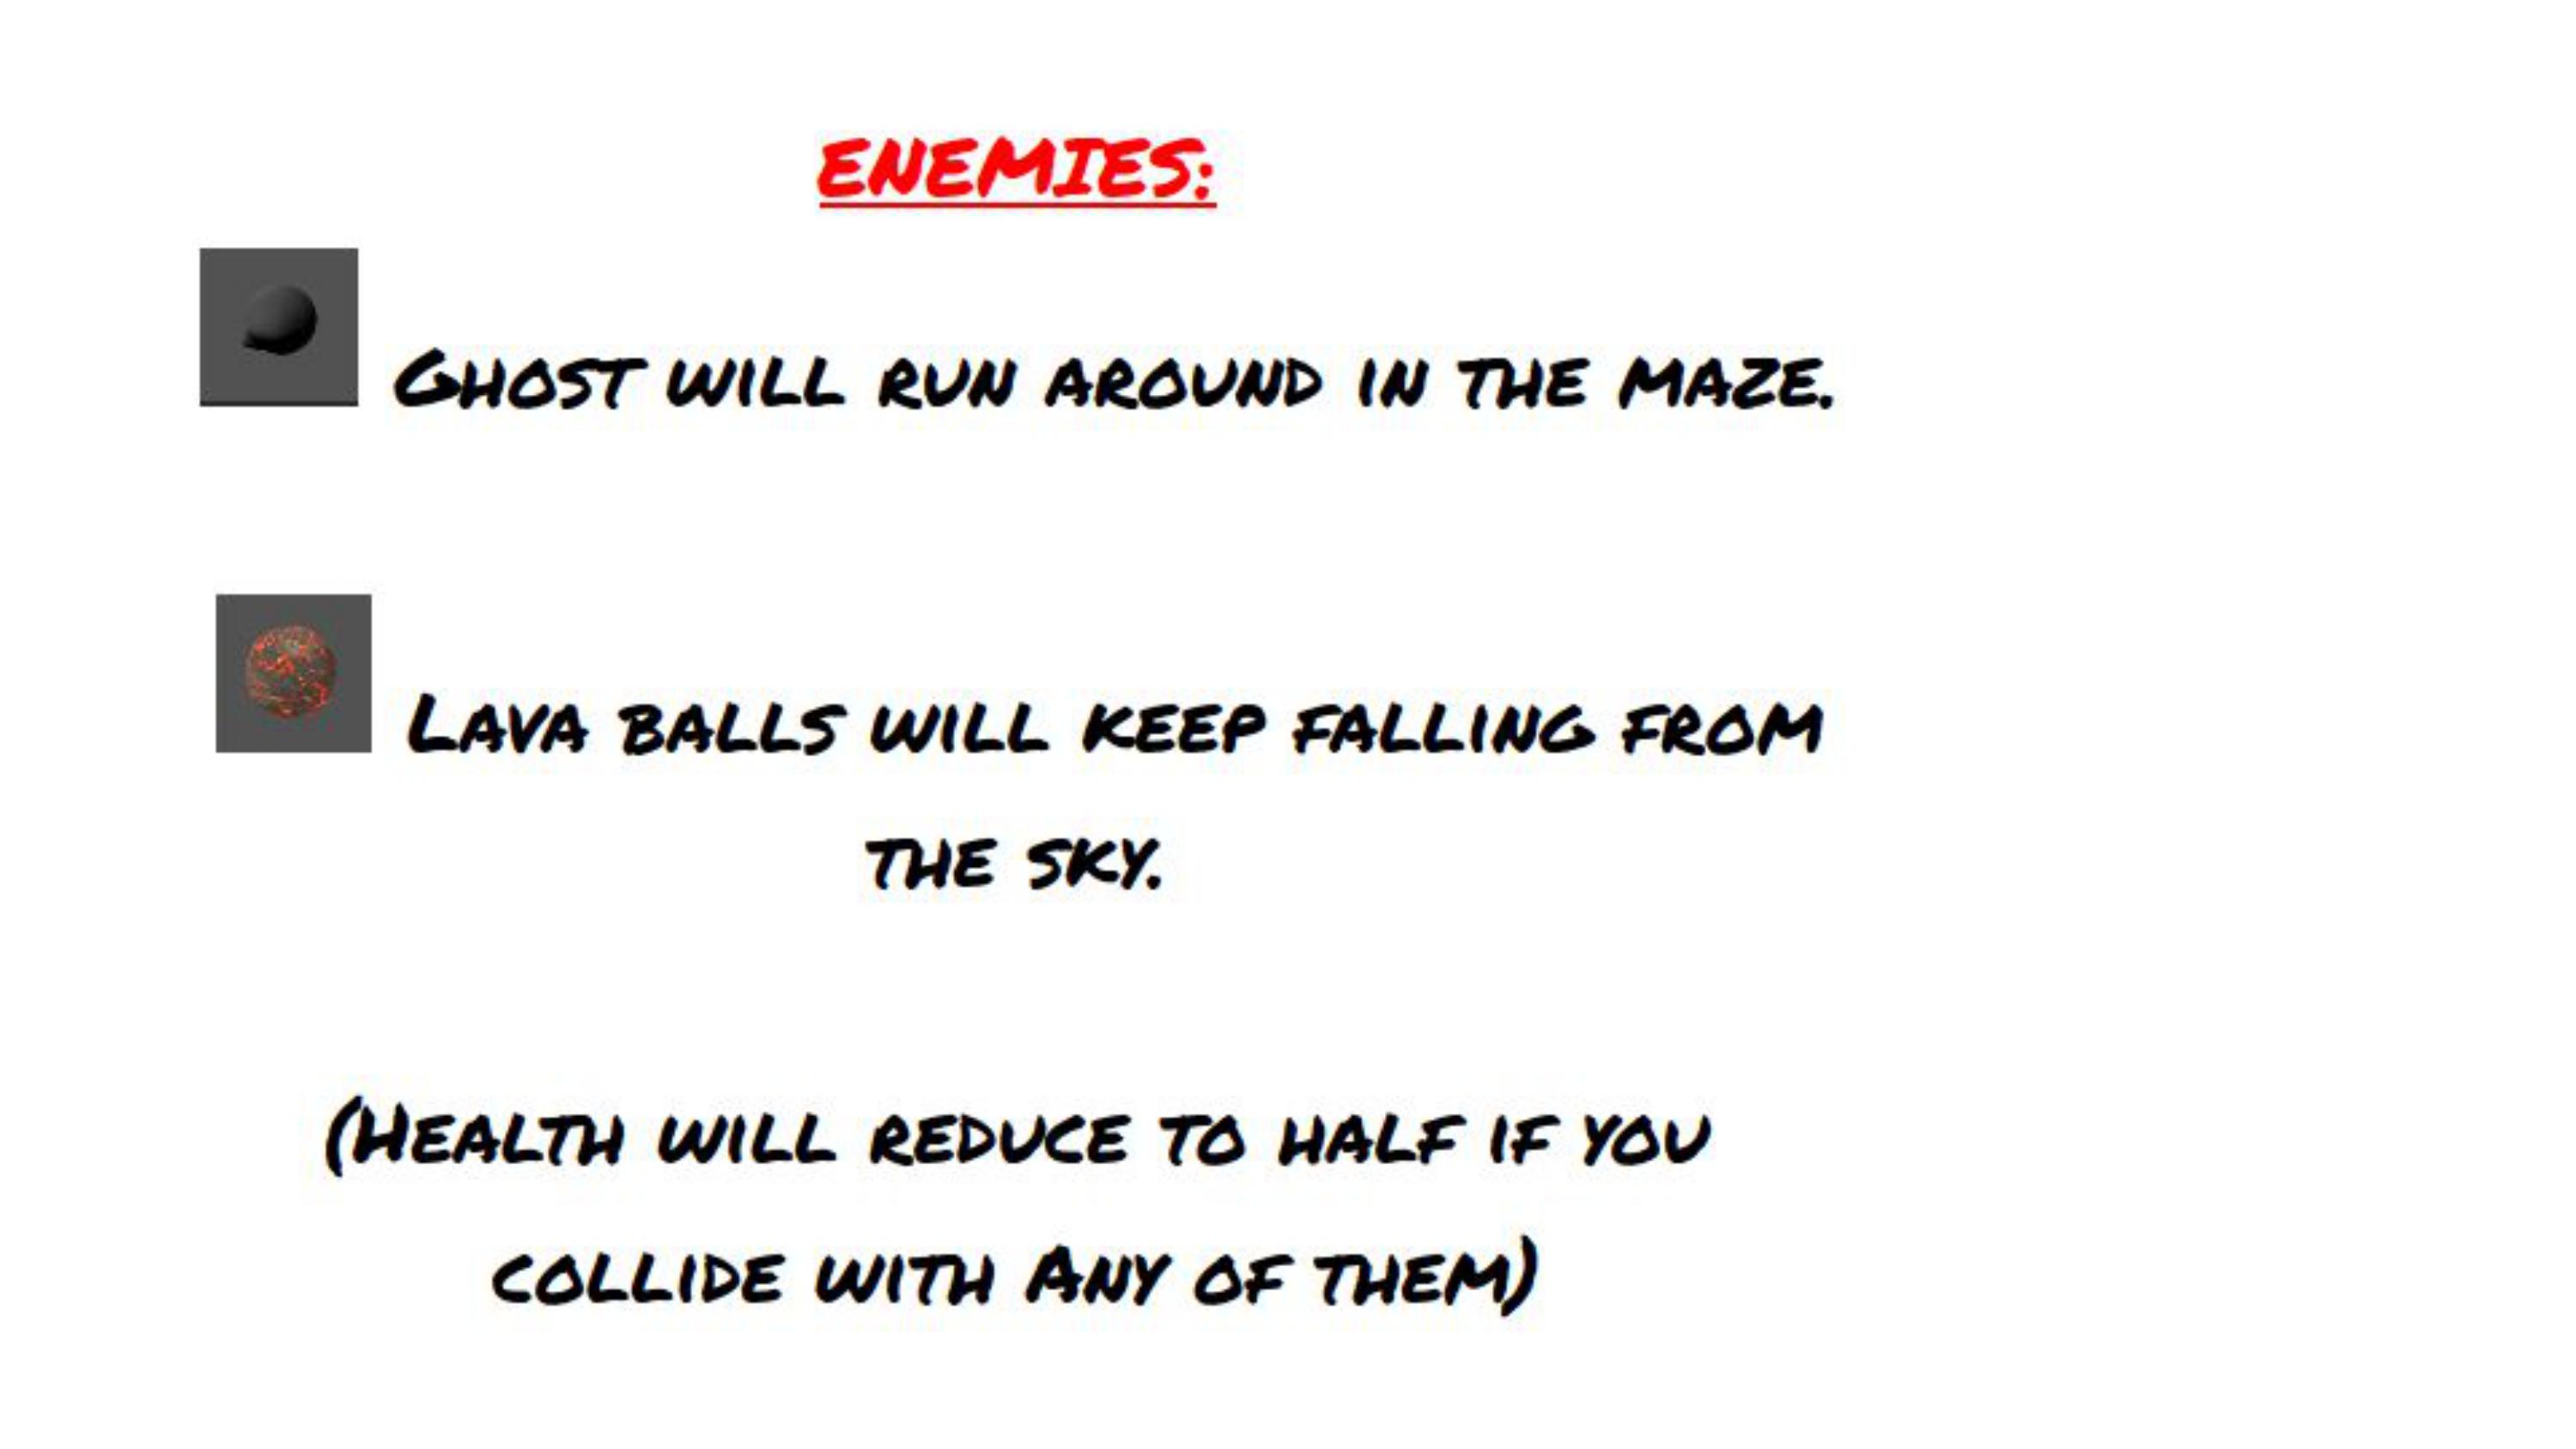 ENEMIES:
Ghost will run around in the maze.
Lava balls will keep falling from
the sky.
(Health will reduce to half if you
collide with Any of them)